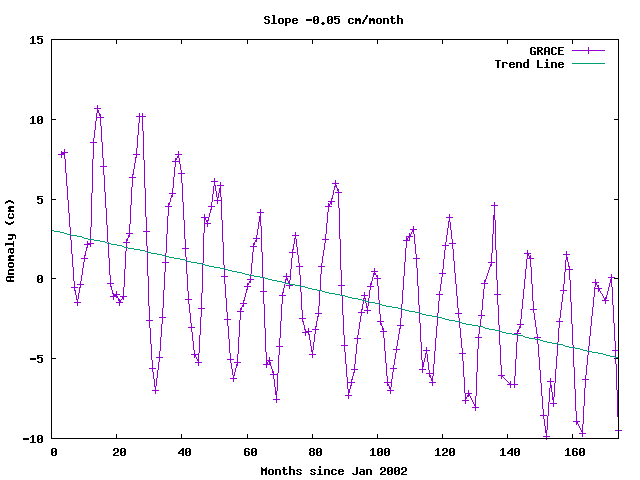 Slope -0.05 cm/month
15
GRACE
Trend Line
10
5
0
-5
-10
Anomaly (cm)
0 20 40 60 80 100 120 140 160
Months since Jan 2002